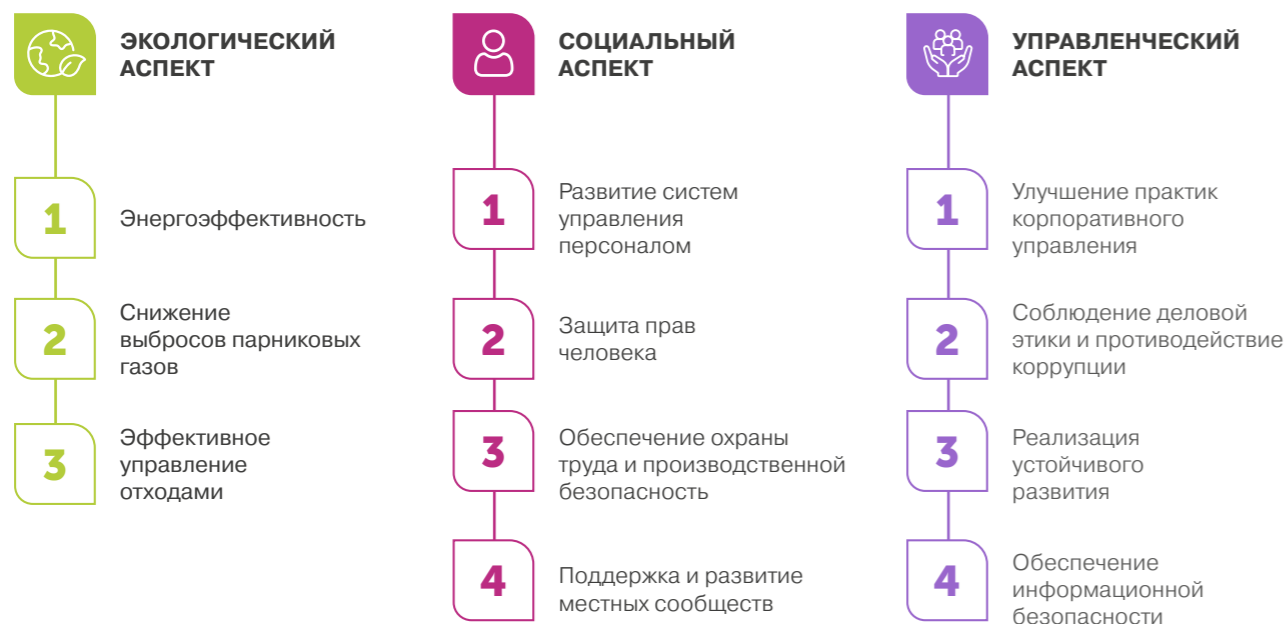 ЭКОЛОГИЧЕСКИЙ
АСПЕКТ
1
Энергоэффективность
2
Снижение
выбросов парниковых
газов
3
Эффективное
управление
отходами
СОЦИАЛЬНЫЙ
АСПЕКТ
1
Развитие систем
управления
персоналом
2
Защита прав
человека
3
Обеспечение охраны
труда и производственной
безопасность
4
Поддержка и развитие
местных сообществ
УПРАВЛЕНЧЕСКИЙ
АСПЕКТ
1
Улучшение практик
корпоративного
управления
2
Соблюдение деловой
этики и противодействие
коррупции
3
Реализация
устойчивого
развития
4
Обеспечение
информационной
безопасности